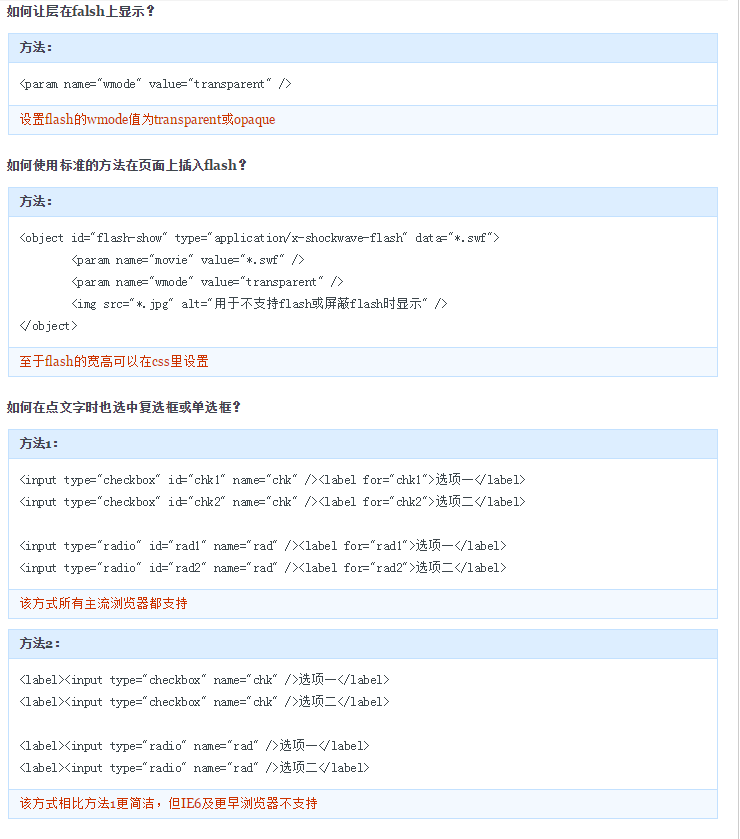 如何让层在falsh上显示？
方法：
<param name="wmode" value="transparent" />
设置flash的wmode值为transparent或opaque
如何使用标准的方法在页面上插入flash？
方法：
<object id="flash-show" type="application/x-shockwave-flash" data="*.swf">
<param name="movie" value="*.swf" />
<param name="wmode" value="transparent" />
<img src="*.jpg" alt="用于不支持flash或屏蔽flash时显示" />
</object>
至于flash的宽高可以在css里设置
如何在点文字时也选中复选框或单选框？
方法1：
<input type="checkbox" id="chk1" name="chk" /><label for="chk1">选项一</label>
<input type="checkbox" id="chk2" name="chk" /><label for="chk2">选项二</label>
<input type="radio" id="rad1" name="rad" /><label for="rad1">选项一</label>
<input type="radio" id="rad2" name="rad" /><label for="rad2">选项二</label>
该方式所有主流浏览器都支持
方法2：
<label><input type="checkbox" name="chk" />选项一</label>
<label><input type="checkbox" name="chk" />选项二</label>
<label><input type="radio" name="rad" />选项一</label>
<label><input type="radio" name="rad" />选项二</label>
该方式相比方法1更简洁，但IE6及更早浏览器不支持